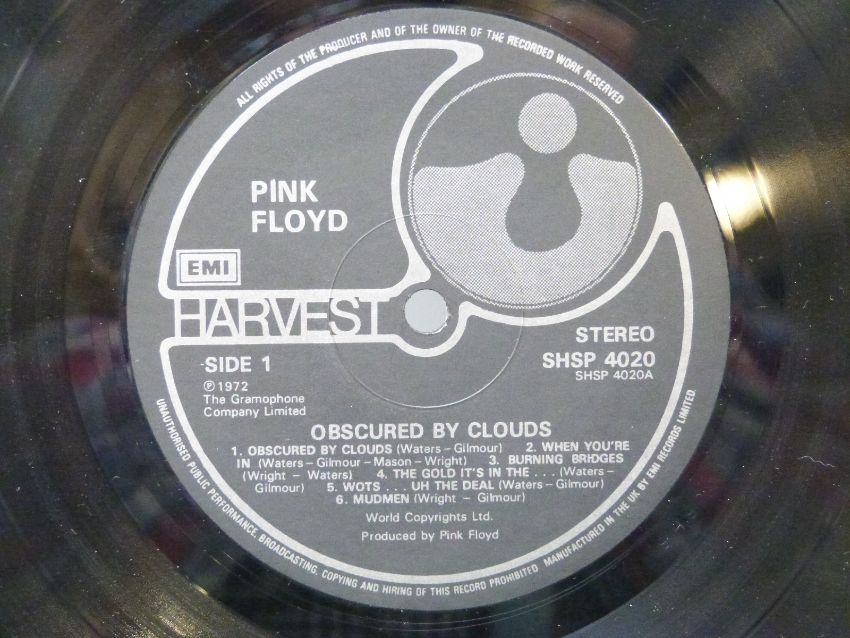 ALL RIGHTS OF THE PRODUCER AND OF THE OWNER OF THE RECORDED WORK RESERVED
PINK
FLOYD
EMI
HARVEST
STEREO
SHSP 4020
SHSP 4020A
SIDE 1
℗ 1972
The Gramophone
Company Limited
OBSCURED BY CLOUDS
1. OBSCURED BY CLOUDS (Waters – Gilmour) 2. WHEN YOU'RE
IN (Waters – Gilmour – Mason – Wright) 3. BURNING BRIDGES
(Wright – Waters) 4. THE GOLD IT'S IN THE . . . (Waters –
Gilmour) 5. WOTS . . . UH THE DEAL (Waters – Gilmour)
6. MUDMEN (Wright – Gilmour)
World Copyrights Ltd.
Produced by Pink Floyd
UNAUTHORISED PUBLIC PERFORMANCE, BROADCASTING, COPYING AND HIRING OF THIS RECORD PROHIBITED. MANUFACTURED IN THE UK BY EMI RECORDS LIMITED.